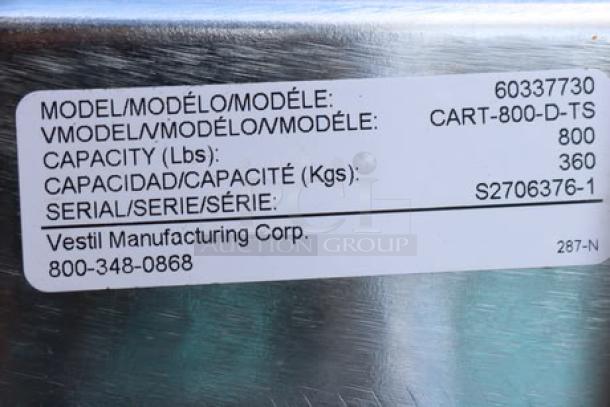 MODEL/MODÉLO/MODÉLE: 60337730
VMODEL/VMODÉLO/VMODÉLE: CART-800-D-TS
CAPACITY (Lbs): 800
CAPACIDAD/CAPACITÉ (Kgs): 360
SERIAL/SERIE/SÉRIE: S2706376-1
Vestil Manufacturing Corp.
800-348-0868
287-N
AUCTION GROUP